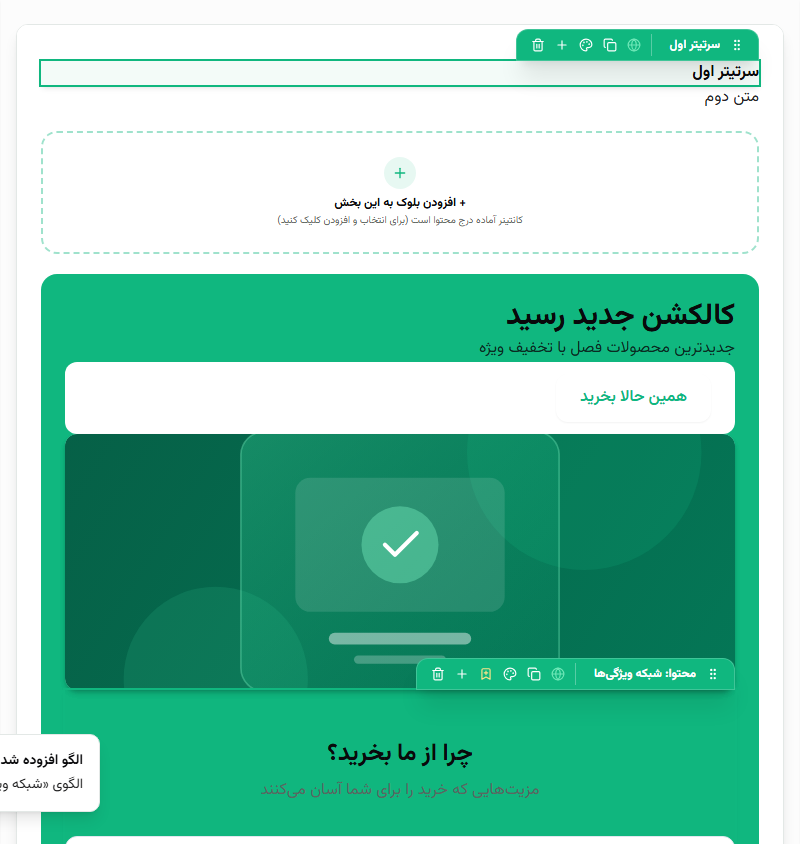 سرتیتر اول
سرتیتر اول
متن دوم
+ افزودن بلوک به این بخش
کانتینر آماده درج محتوا است (برای انتخاب و افزودن کلیک کنید)
کالکشن جدید رسید
جدیدترین محصولات فصل با تخفیف ویژه
همین حالا بخرید
محتوا: شبکه ویژگی‌ها
چرا از ما بخرید؟
مزیت‌هایی که خرید را برای شما آسان می‌کنند
الگو افزوده شد
الگوی «شبکه